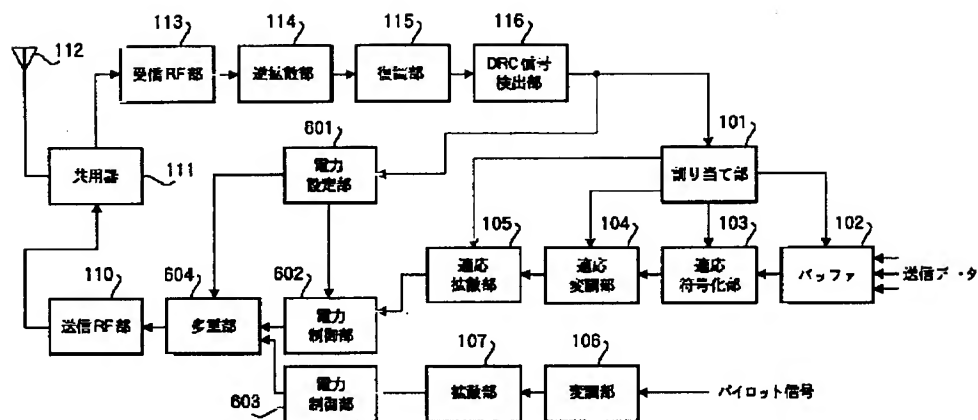 113
114
115
116
112
受信RF部
逆拡散部
復調部
DRC信号
検出部
601
101
共用器
111
電力
設定部
割り当て部
105
104
103
102
110
604
602
適応
拡散部
適応
変調部
適応
符号化部
バッファ
送信データ
送信RF部
多重部
電力
制御部
107
106
603
電力
制御部
拡散部
変調部
パイロット信号